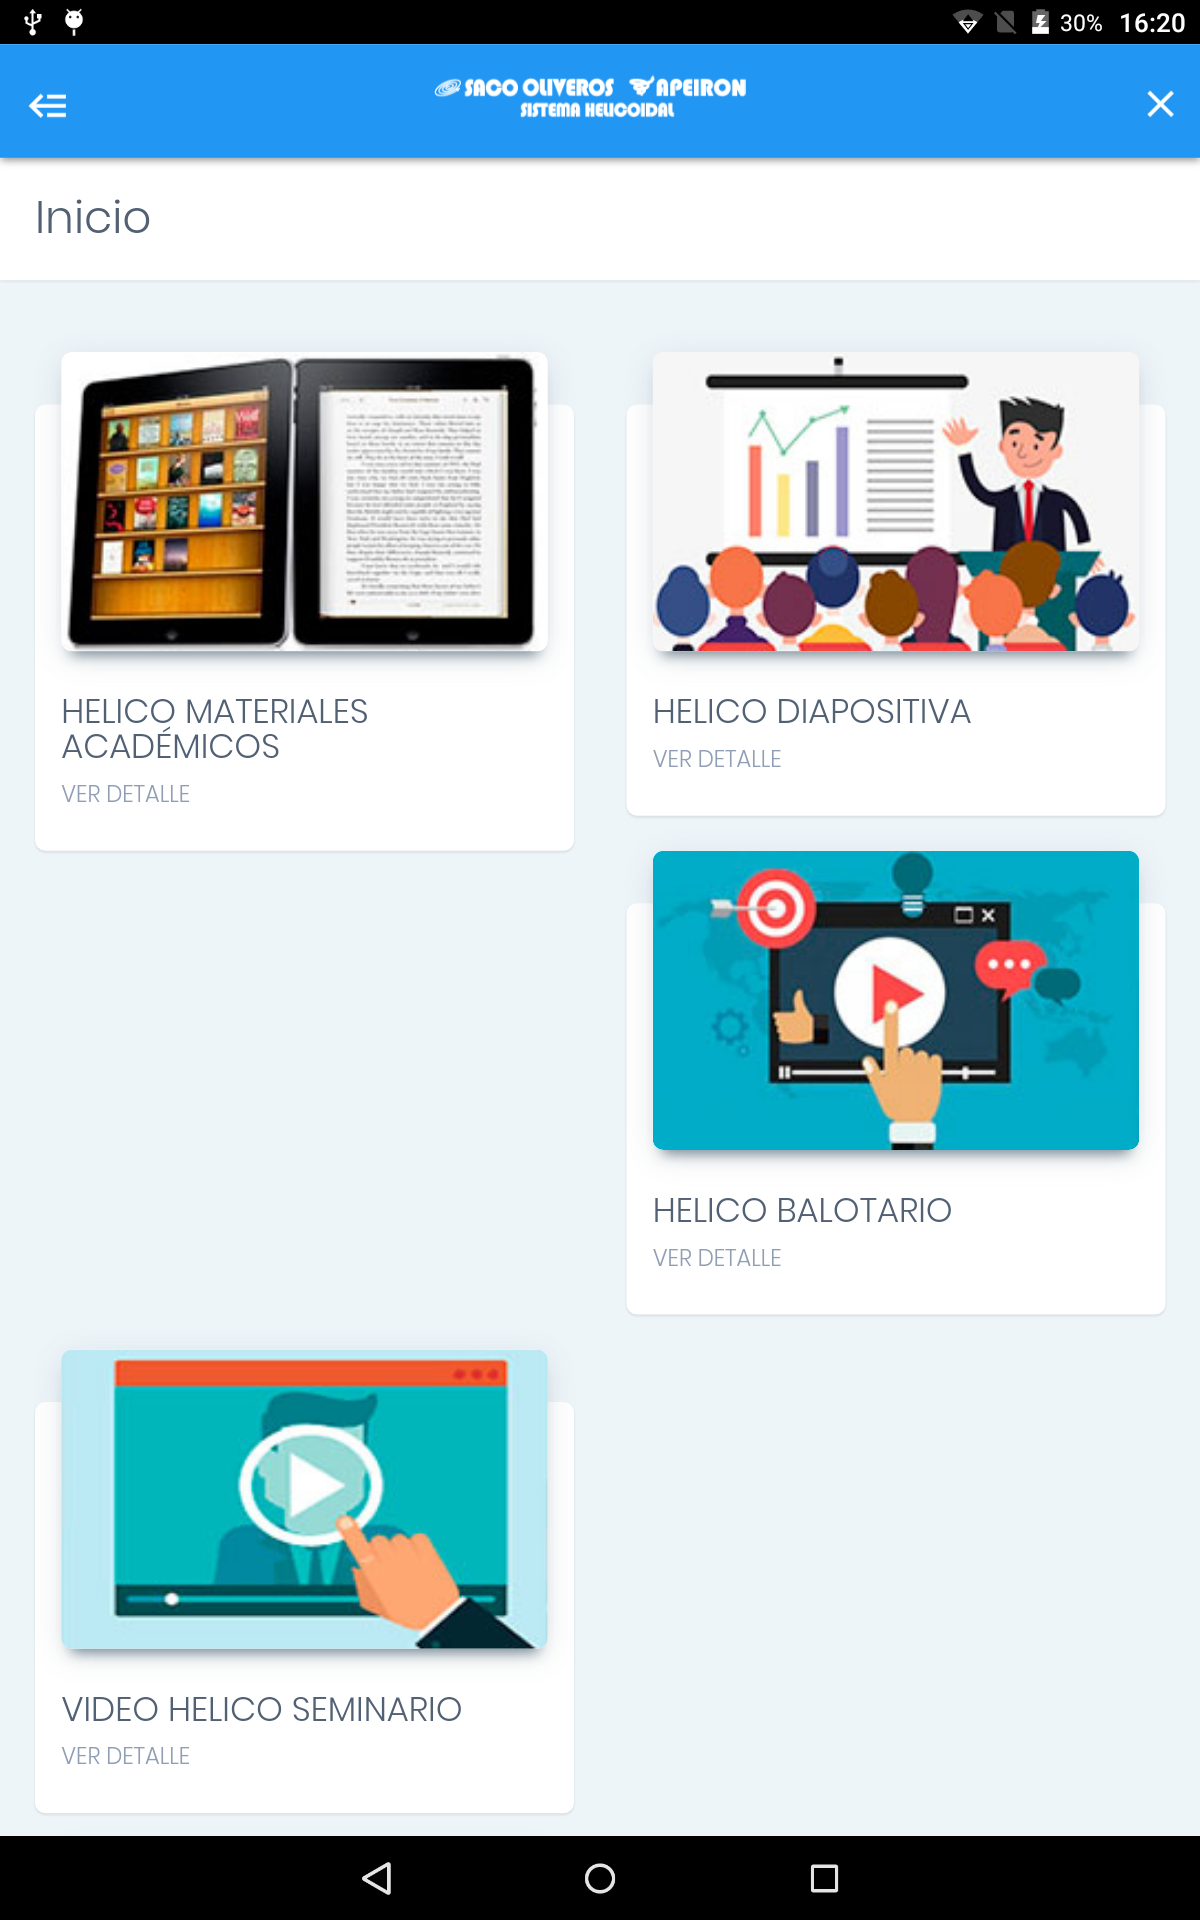 30% 16:20
SACO OLIVEROS APEIRON
SISTEMA HELICOIDAL
Inicio
HELICO MATERIALES
ACADÉMICOS
VER DETALLE
HELICO DIAPOSITIVA
VER DETALLE
HELICO BALOTARIO
VER DETALLE
VIDEO HELICO SEMINARIO
VER DETALLE